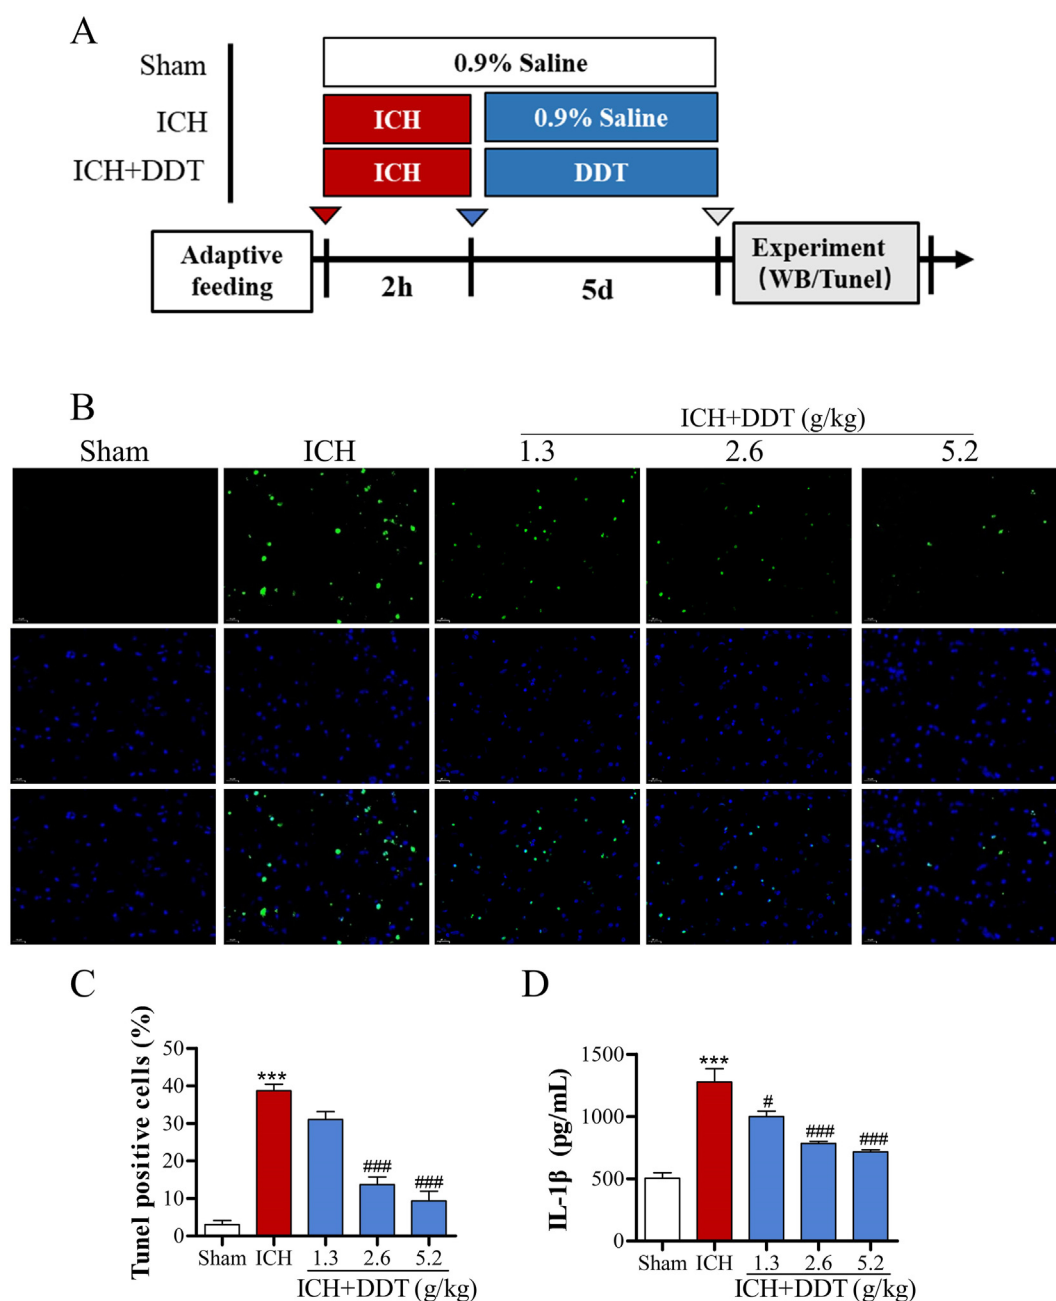 A
Sham
0.9% Saline
ICH
ICH
0.9% Saline
ICH+DDT
ICH
DDT
Adaptive
feeding
2h
5d
Experiment
(WB/Tunel)
B
ICH+DDT (g/kg)
Sham
ICH
1.3
2.6
5.2
C
Tunel positive cells (%)
50
40
30
20
10
0
***
###
###
Sham
ICH
1.3
2.6
5.2
ICH+DDT (g/kg)
D
IL-1β (pg/mL)
1500
1000
500
0
***
#
###
###
Sham
ICH
1.3
2.6
5.2
ICH+DDT (g/kg)